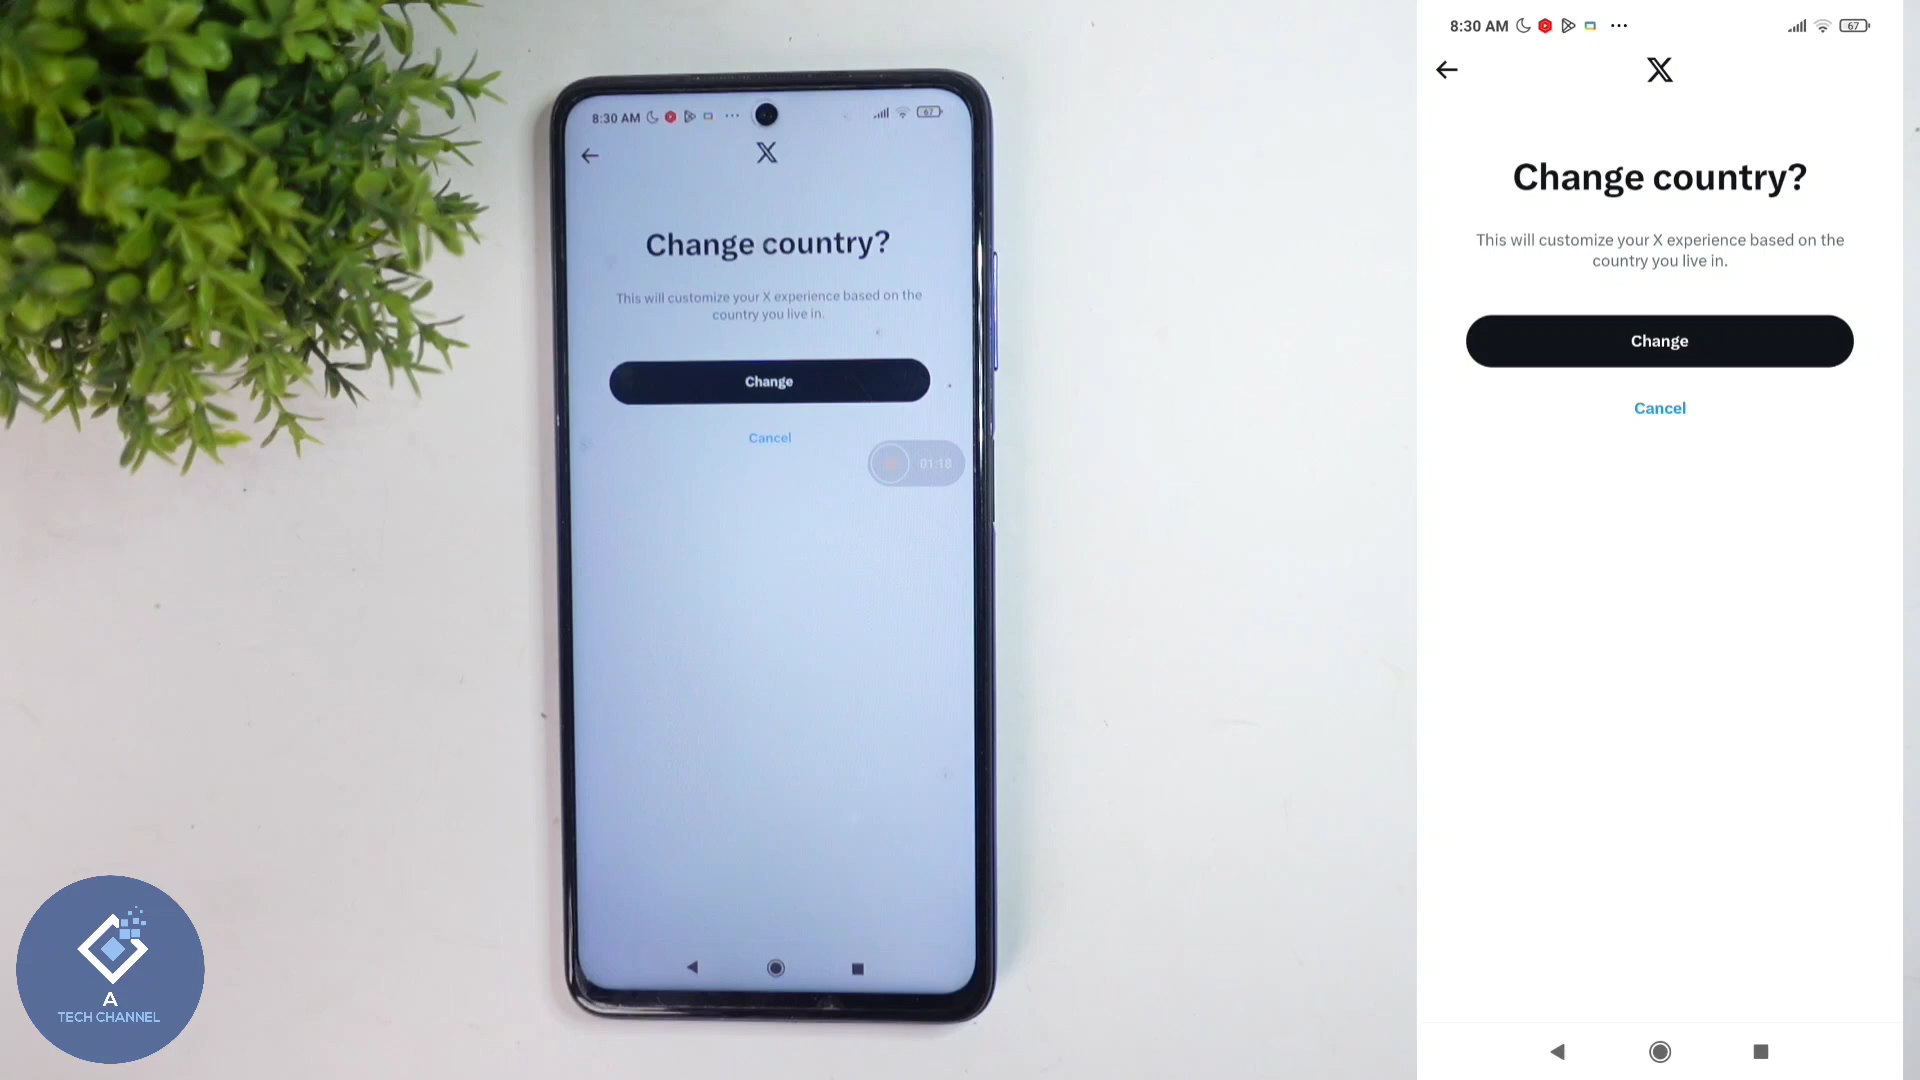 8:30 AM
67
X
Change country?
This will customize your X experience based on the
country you live in.
Change
Cancel
01:18
8:30 AM
67
X
Change country?
This will customize your X experience based on the
country you live in.
Change
Cancel
A
TECH CHANNEL